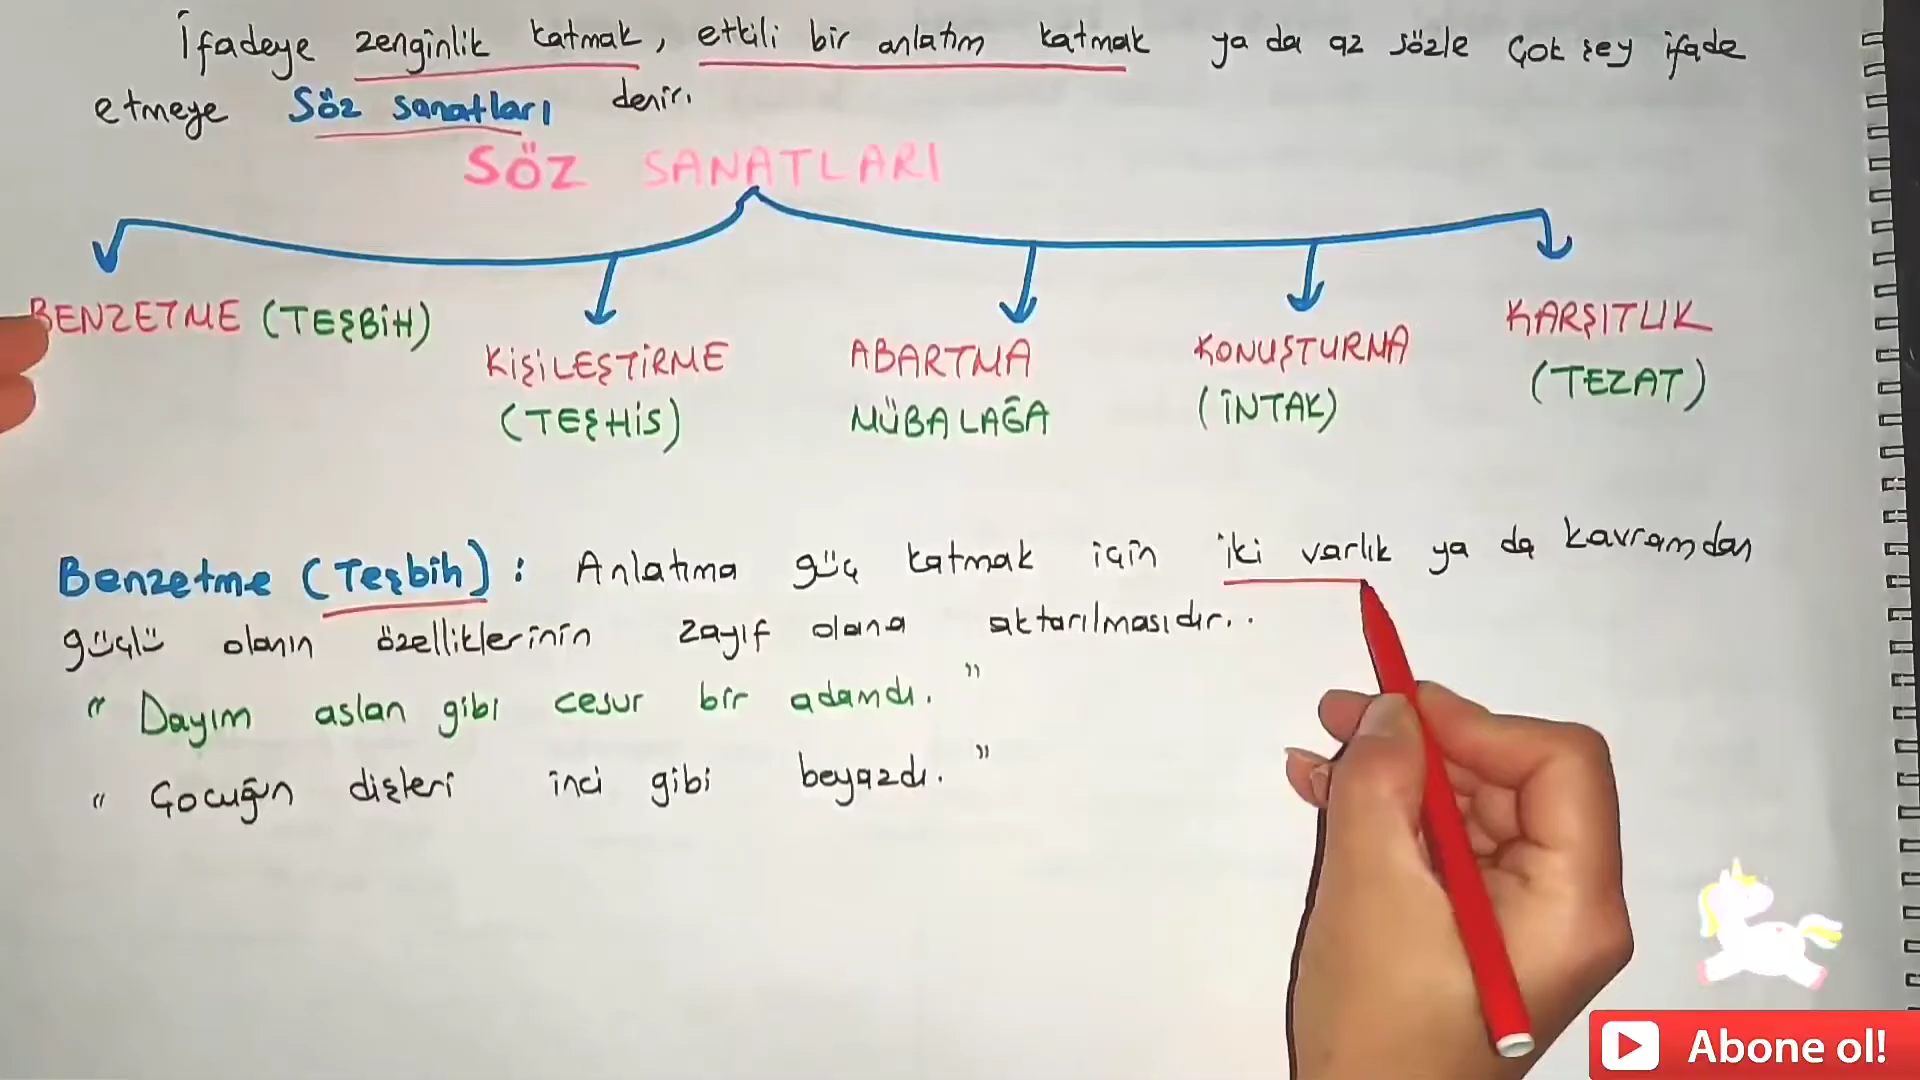 İfadeye zenginlik katmak, etkili bir anlatım katmak ya da az sözle çok şey ifade
etmeye Söz sanatları denir.
SÖZ SANATLARI
BENZETME (TEŞBİH)
KİŞİLEŞTİRME
(TEŞHİS)
ABARTMA
MÜBALAĞA
KONUŞTURMA
(İNTAK)
KARŞITLIK
(TEZAT)
Benzetme (Teşbih) : Anlatıma güç katmak için iki varlık ya da kavramdan
güçlü olanın özelliklerinin zayıf olana aktarılmasıdır..
" Dayım aslan gibi cesur bir adamdı. "
" Çocuğun dişleri inci gibi beyazdı. "
Abone ol!